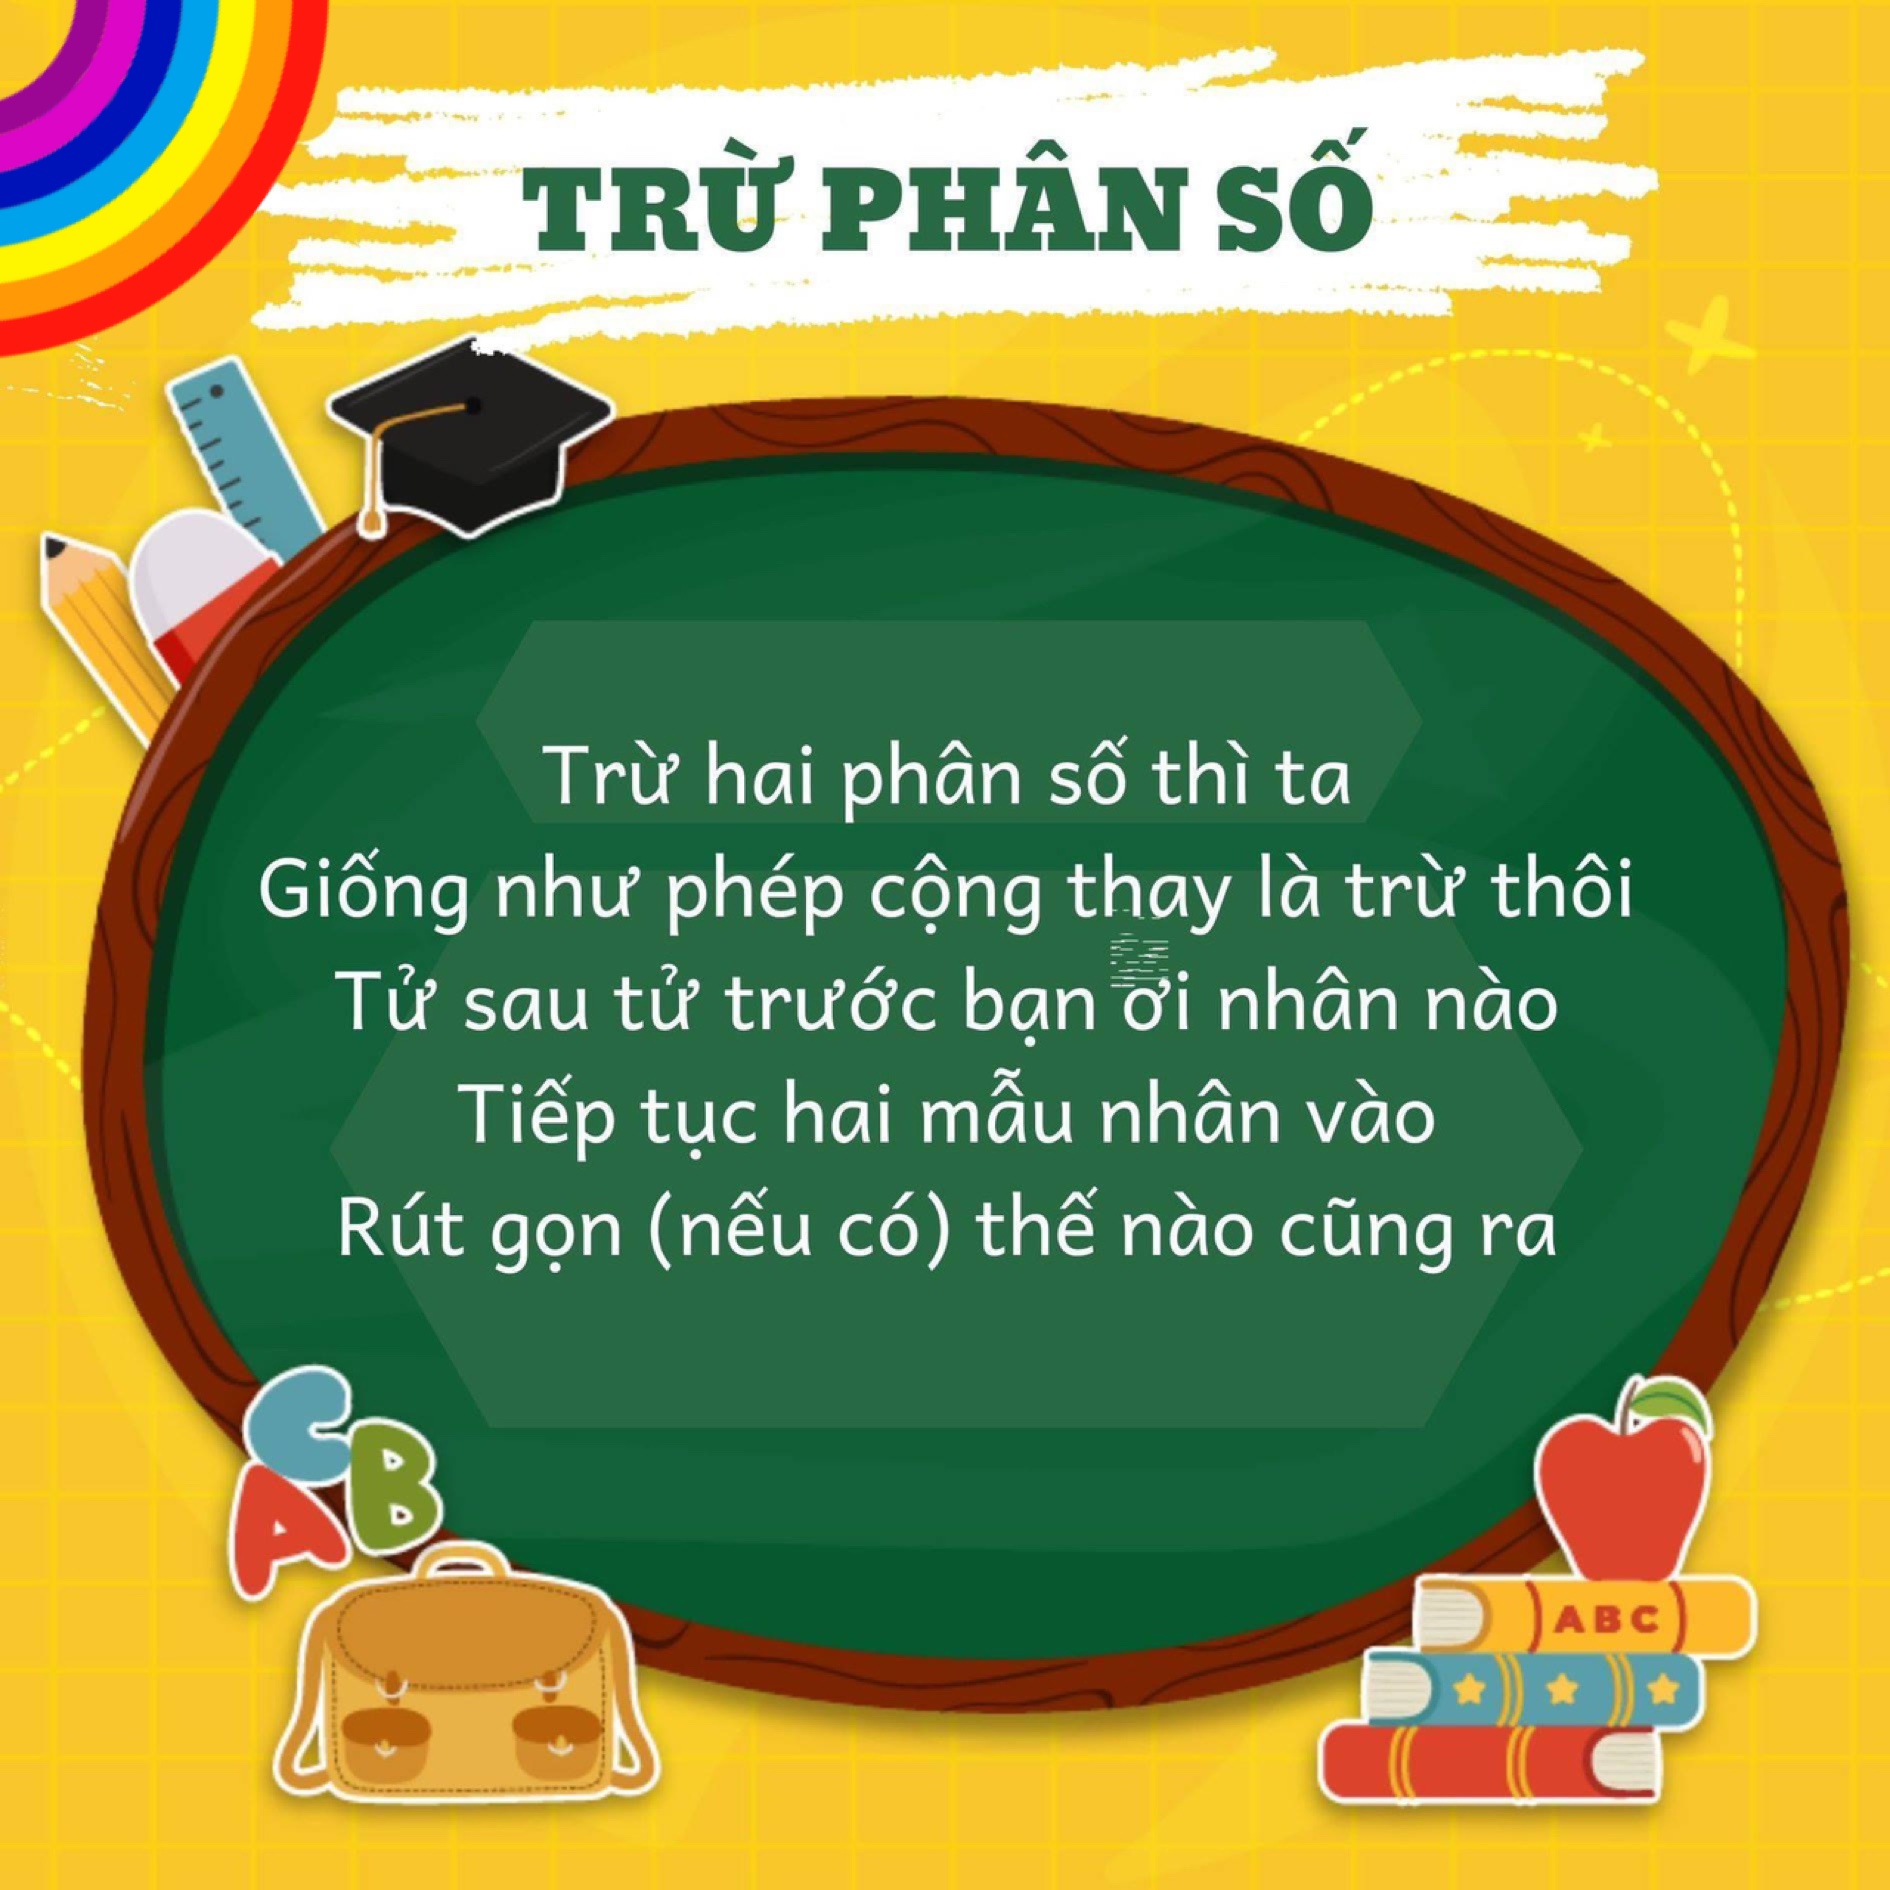 TRỪ PHÂN SỐ
Trừ hai phân số thì ta
Giống như phép cộng thay là trừ thôi
Tử sau tử trước bạn ơi nhân nào
Tiếp tục hai mẫu nhân vào
Rút gọn (nếu có) thế nào cũng ra
C
B
A
ABC